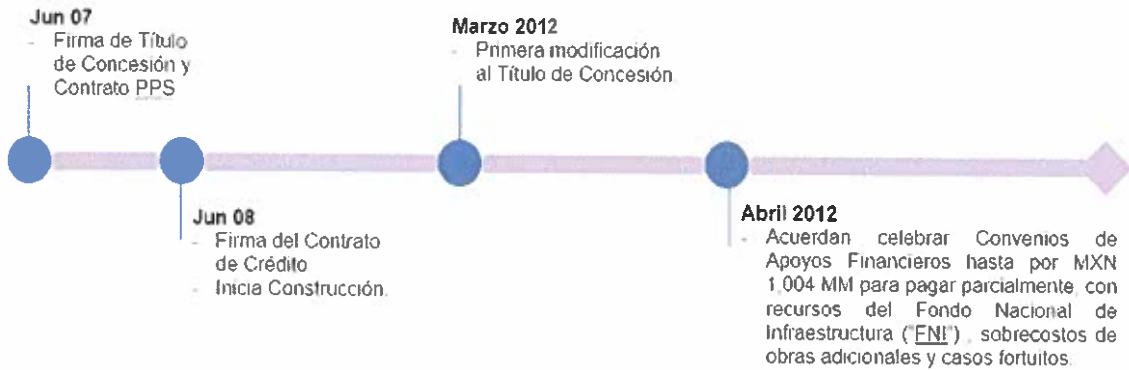 Jun 07
- Firma de Título
de Concesión y
Contrato PPS
Marzo 2012
- Primera modificación
al Título de Concesión
Jun 08
- Firma del Contrato
de Crédito
- Inicia Construcción.
Abril 2012
- Acuerdan celebrar Convenios de
Apoyos Financieros hasta por MXN
1,004 MM para pagar parcialmente, con
recursos del Fondo Nacional de
Infraestructura ("FNI"), sobrecostos de
obras adicionales y casos fortuitos.